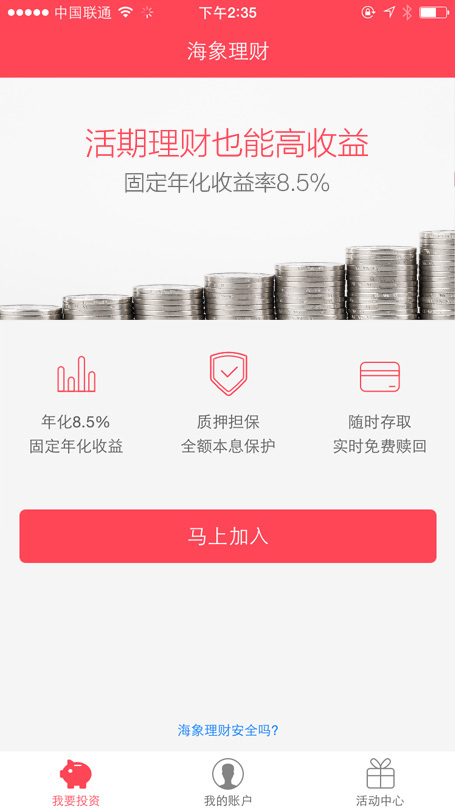 中国联通
下午2:35
海象理财
活期理财也能高收益
固定年化收益率8.5%
年化8.5%
固定年化收益
质押担保
全额本息保护
随时存取
实时免费赎回
马上加入
海象理财安全吗?
我要投资
我的账户
活动中心